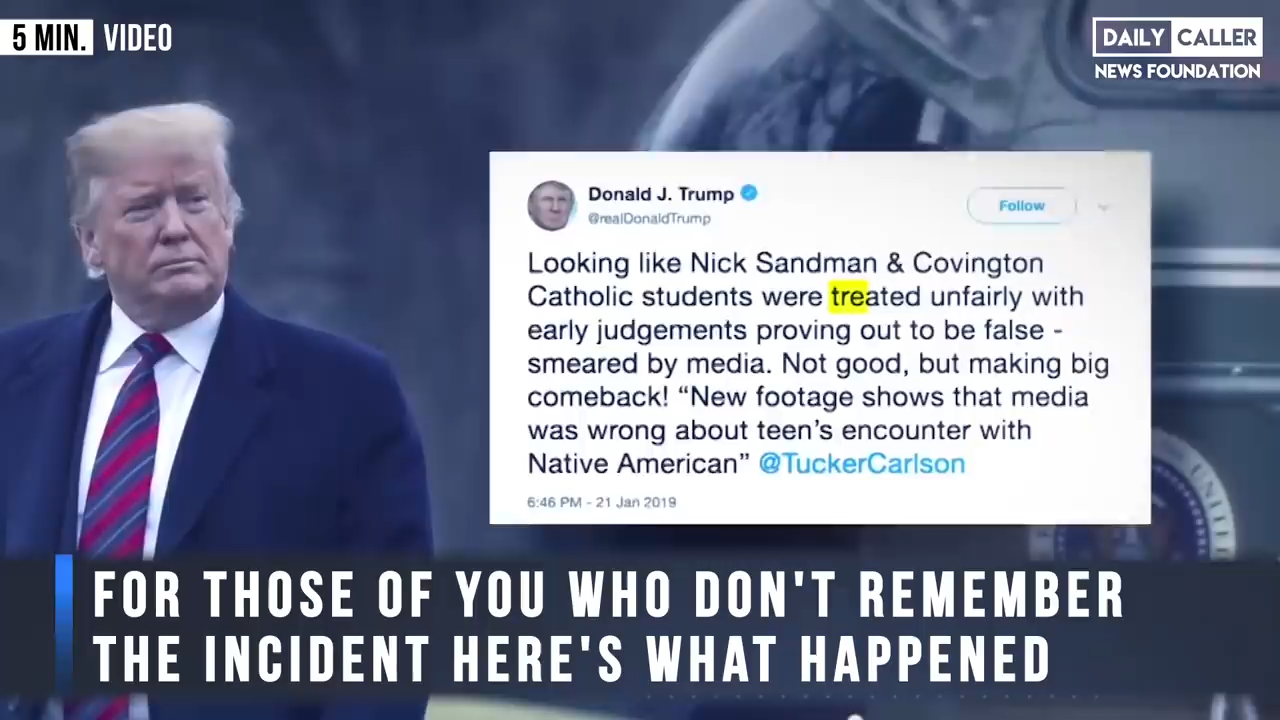 5 MIN. VIDEO
DAILY CALLER
NEWS FOUNDATION
Donald J. Trump
@realDonaldTrump
Follow
Looking like Nick Sandman & Covington
Catholic students were treated unfairly with
early judgements proving out to be false -
smeared by media. Not good, but making big
comeback! “New footage shows that media
was wrong about teen’s encounter with
Native American” @TuckerCarlson
6:46 PM - 21 Jan 2019
UNITED
FOR THOSE OF YOU WHO DON'T REMEMBER
THE INCIDENT HERE'S WHAT HAPPENED